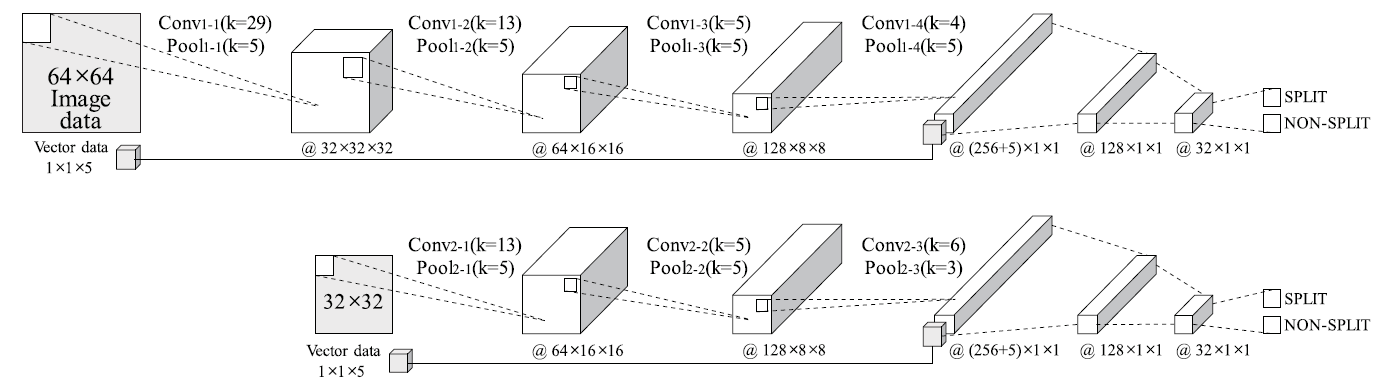 64×64
Image
data
Conv1-1(k=29)
Pool1-1(k=5)
Conv1-2(k=13)
Pool1-2(k=5)
Conv1-3(k=5)
Pool1-3(k=5)
Conv1-4(k=4)
Pool1-4(k=5)
SPLIT
NON-SPLIT
Vector data
1×1×5
@ 32×32×32
@ 64×16×16
@ 128×8×8
@ (256+5)×1×1
@ 128×1×1
@ 32×1×1
32×32
Conv2-1(k=13)
Pool2-1(k=5)
Conv2-2(k=5)
Pool2-2(k=5)
Conv2-3(k=6)
Pool2-3(k=3)
SPLIT
NON-SPLIT
Vector data
1×1×5
@ 64×16×16
@ 128×8×8
@ (256+5)×1×1
@ 128×1×1
@ 32×1×1